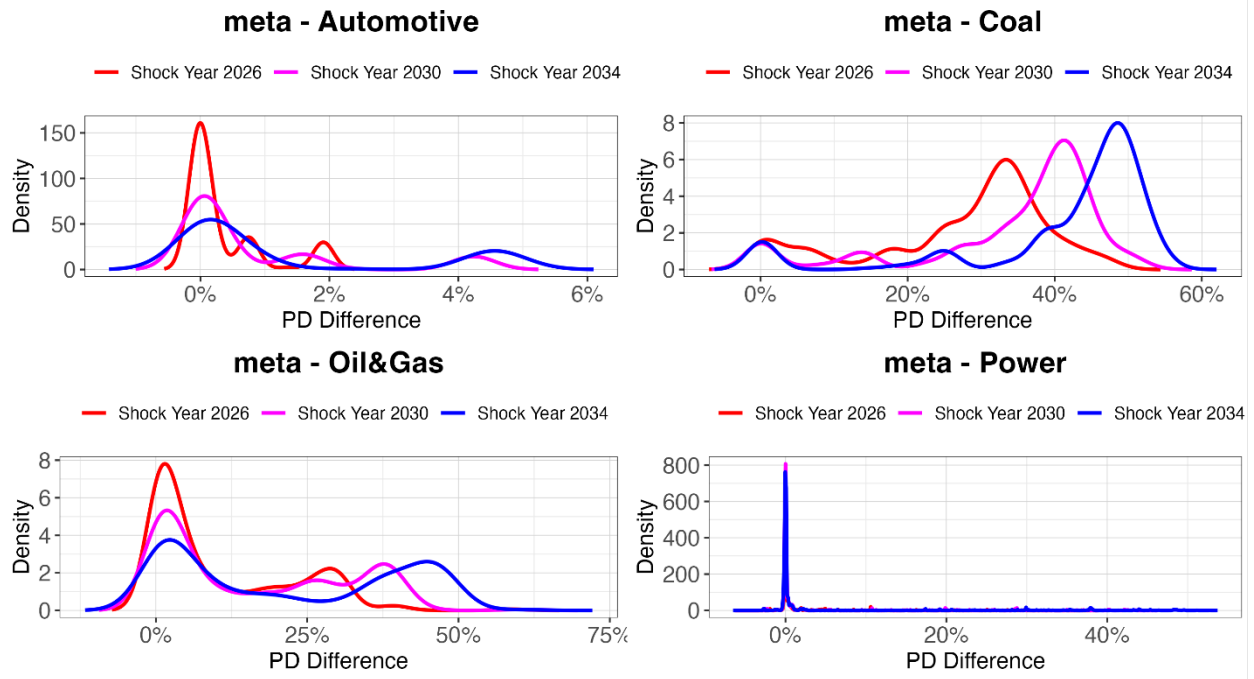 meta - Automotive
Shock Year 2026 Shock Year 2030 Shock Year 2034
150
100
50
0
Density
0% 2% 4% 6%
PD Difference
meta - Coal
Shock Year 2026 Shock Year 2030 Shock Year 2034
8
6
4
2
0
Density
0% 20% 40% 60%
PD Difference
meta - Oil&Gas
Shock Year 2026 Shock Year 2030 Shock Year 2034
8
6
4
2
0
Density
0% 25% 50% 75%
PD Difference
meta - Power
Shock Year 2026 Shock Year 2030 Shock Year 2034
800
600
400
200
0
Density
0% 20% 40%
PD Difference